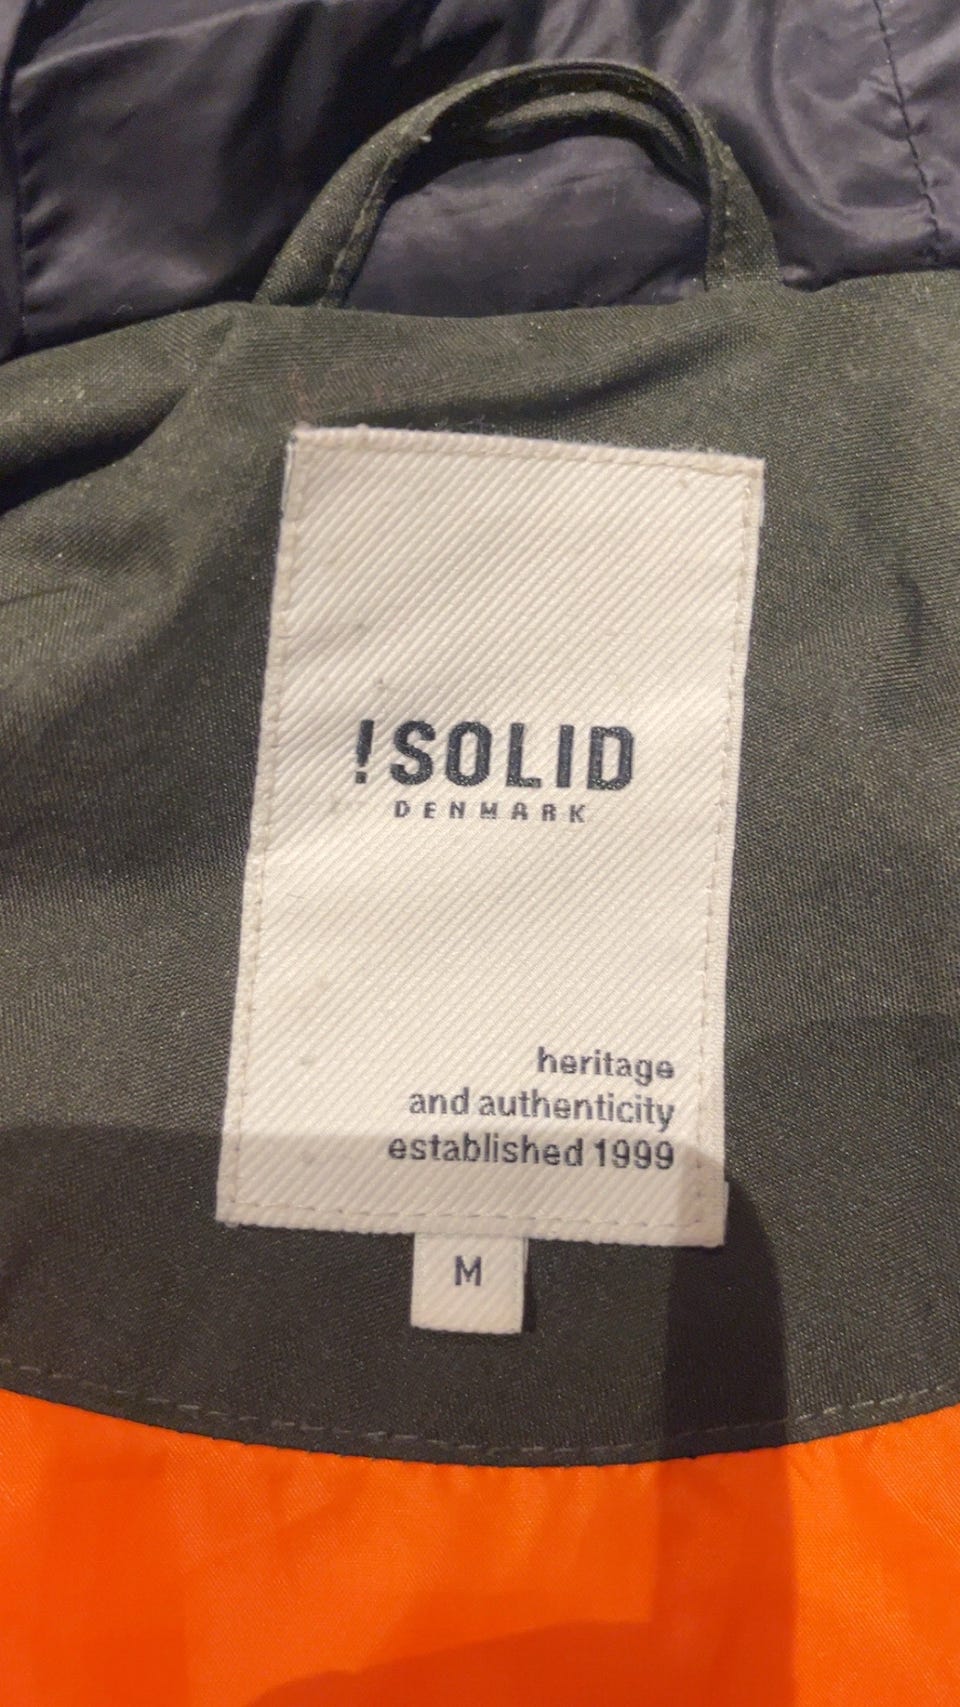 !SOLID
DENMARK
heritage
and authenticity
established 1999
M